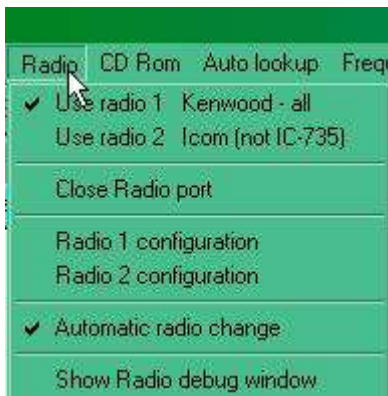 Radio CD Rom Auto lookup Frequ
Use radio 1 Kenwood - all
Use radio 2 Icom (not IC-735)
Close Radio port
Radio 1 configuration
Radio 2 configuration
Automatic radio change
Show Radio debug window